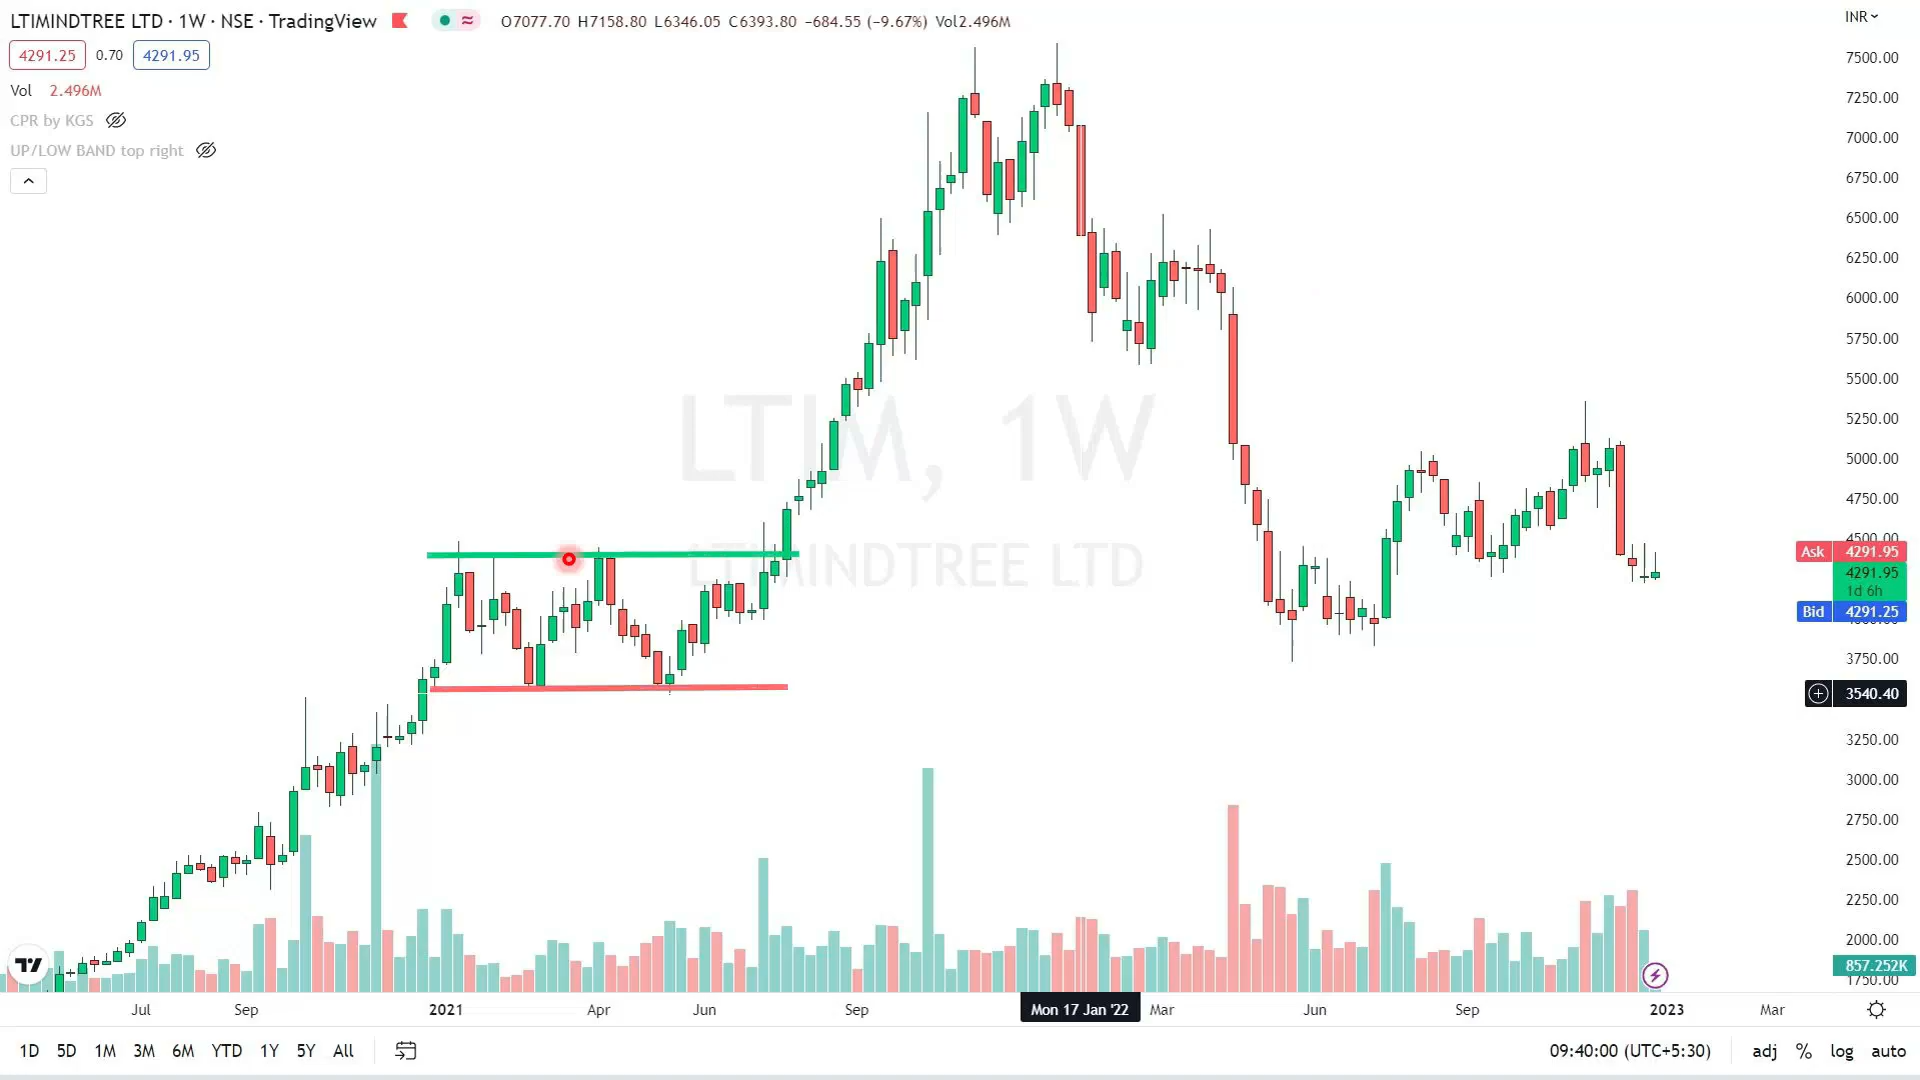 LTIMINDTREE LTD · 1W · NSE · TradingView O7077.70 H7158.80 L6346.05 C6393.80 −684.55 (−9.67%) Vol2.496M
INR
4291.25 0.70 4291.95
Vol 2.496M
CPR by KGS
UP/LOW BAND top right
7500.00
7250.00
7000.00
6750.00
6500.00
6250.00
6000.00
5750.00
5500.00
5250.00
5000.00
4750.00
4500.00
LTIM, 1W
LTIMINDTREE LTD
Ask 4291.95
4291.95
1d 6h
Bid 4291.25
3750.00
3540.40
3250.00
3000.00
2750.00
2500.00
2250.00
2000.00
857.252K
1750.00
Jul Sep 2021 Apr Jun Sep Mon 17 Jan '22 Mar Jun Sep 2023 Mar
1D 5D 1M 3M 6M YTD 1Y 5Y All 09:40:00 (UTC+5:30) adj % log auto